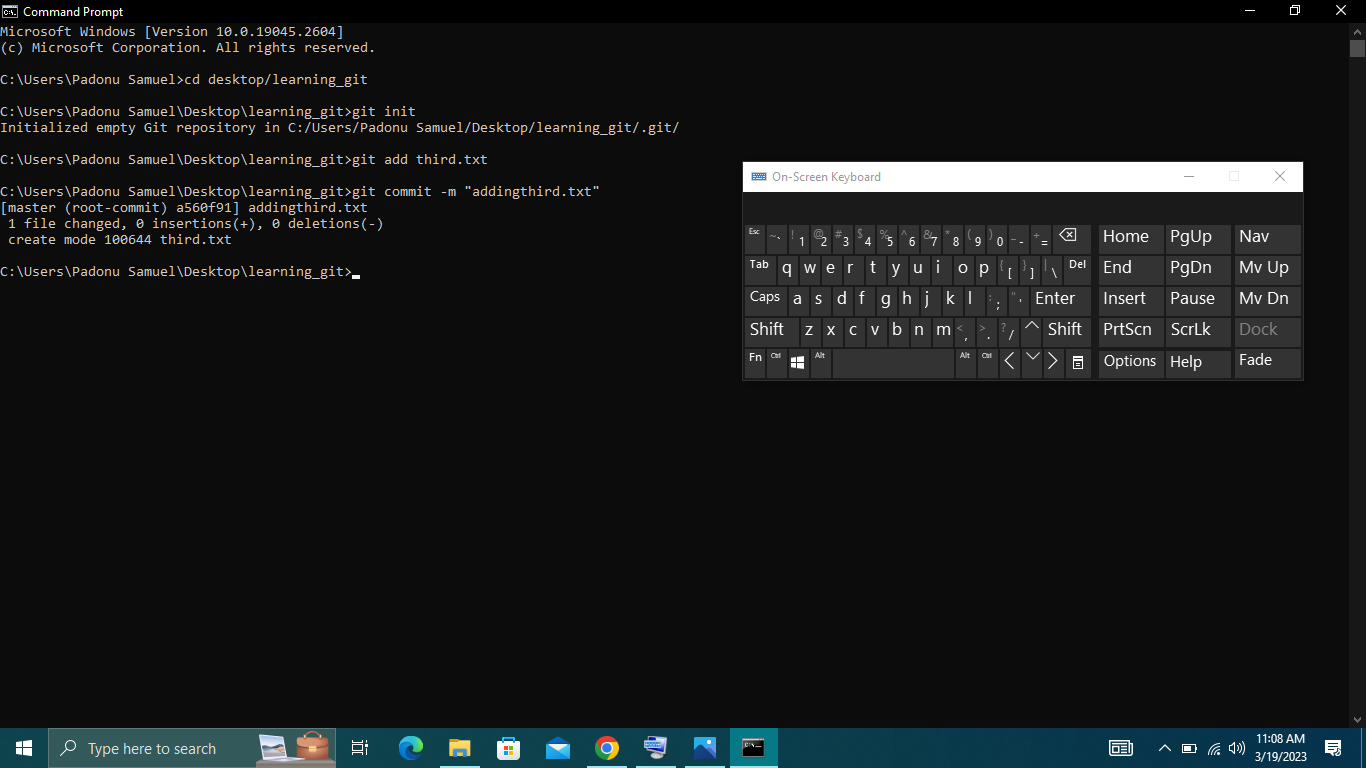 Command Prompt
Microsoft Windows [Version 10.0.19045.2604]
(c) Microsoft Corporation. All rights reserved.
C:\Users\Padonu Samuel>cd desktop/learning_git
C:\Users\Padonu Samuel\Desktop\learning_git>git init
Initialized empty Git repository in C:/Users/Padonu Samuel/Desktop/learning_git/.git/
C:\Users\Padonu Samuel\Desktop\learning_git>git add third.txt
C:\Users\Padonu Samuel\Desktop\learning_git>git commit -m "addingthird.txt"
[master (root-commit) a560f91] addingthird.txt
 1 file changed, 0 insertions(+), 0 deletions(-)
 create mode 100644 third.txt
C:\Users\Padonu Samuel\Desktop\learning_git>
On-Screen Keyboard
Esc ~ ` ! 1 @ 2 # 3 $ 4 % 5 ^ 6 & 7 * 8 ( 9 ) 0 _ - + = Home PgUp Nav
Tab q w e r t y u i o p { [ } ] | \ Del End PgDn Mv Up
Caps a s d f g h j k l : ; " ' Enter Insert Pause Mv Dn
Shift z x c v b n m < , > . ? / Shift PrtScn ScrLk Dock
Fn Ctrl Alt Alt Ctrl Options Help Fade
Type here to search
11:08 AM
3/19/2023